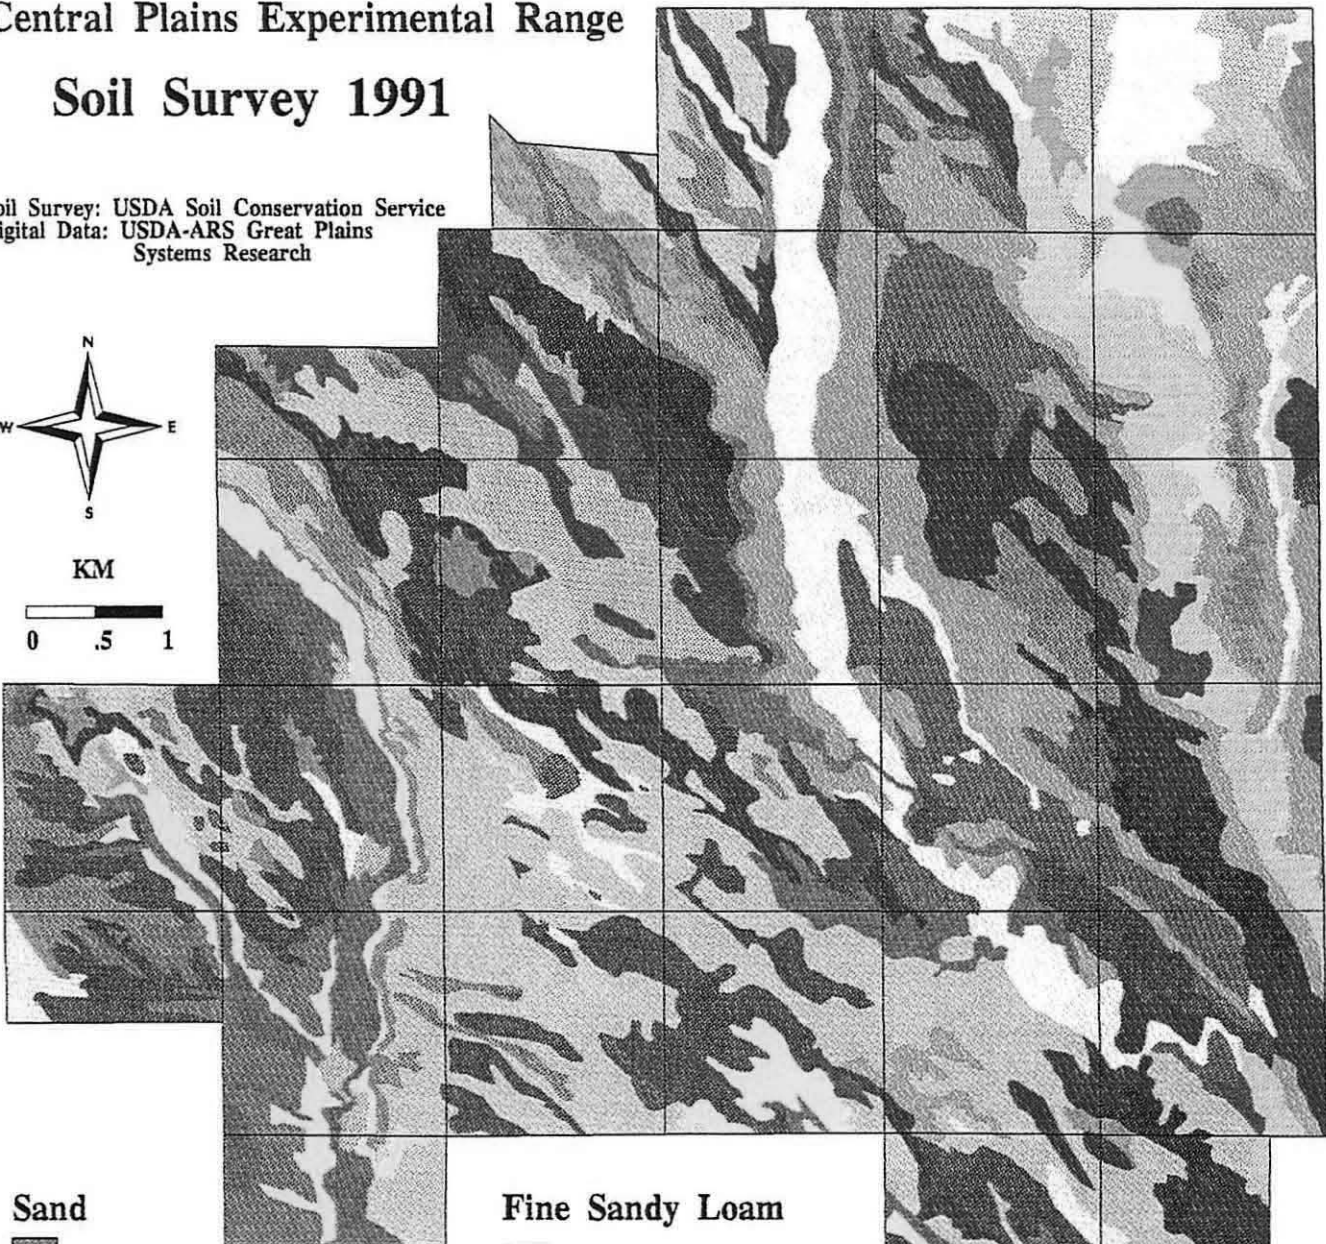 Central Plains Experimental Range
Soil Survey 1991
Soil Survey: USDA Soil Conservation Service
Digital Data: USDA-ARS Great Plains
Systems Research
N
W
E
S
KM
0 .5 1
Sand
Fine Sandy Loam